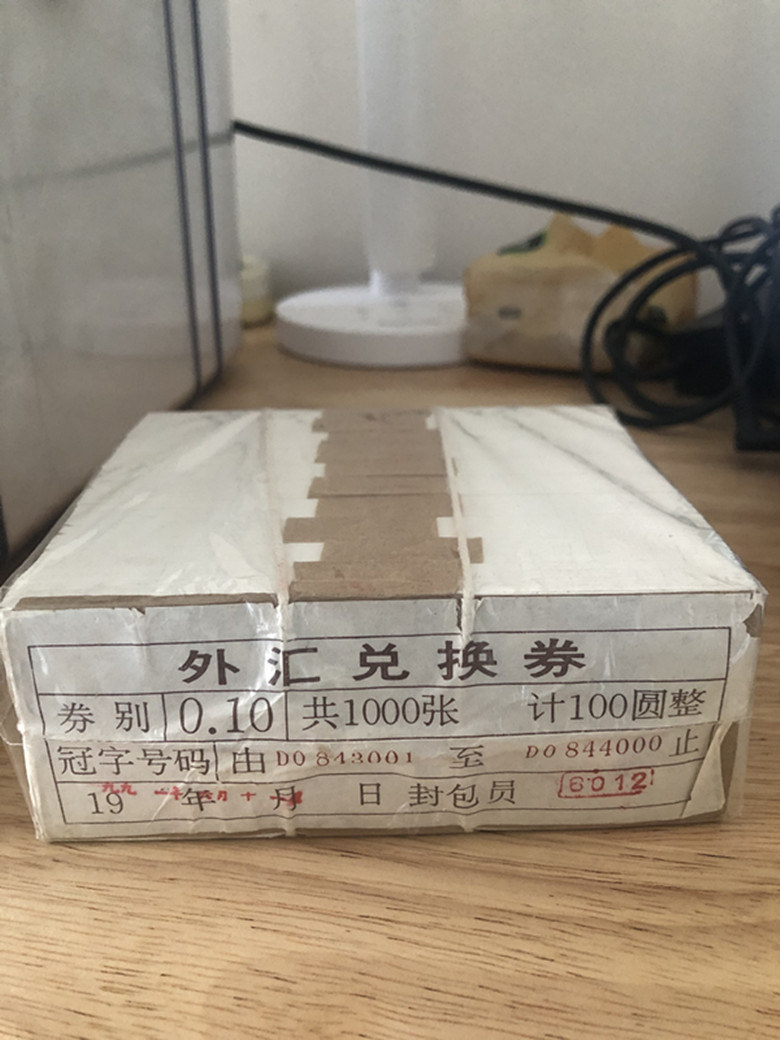 外汇兑换券
券别 0.10 共1000张 计100圆整
冠字号码 由 DO 843001 至 DO 844000 止
19 年 月 日 封包员 6012